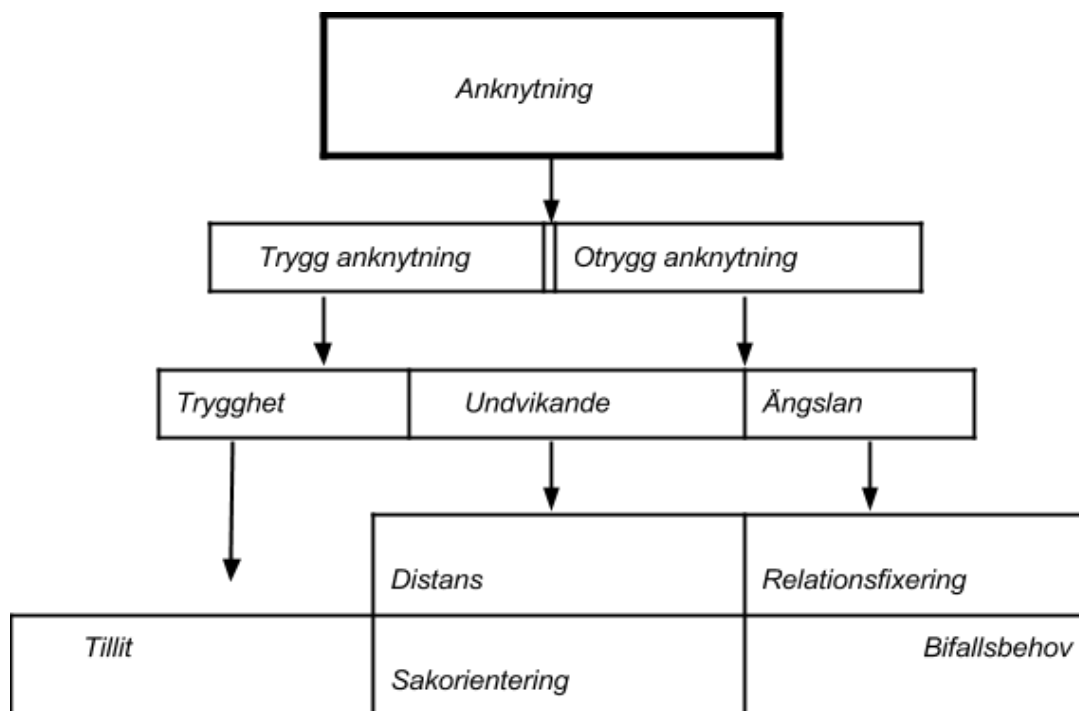 Anknytning
Trygg anknytning
Otrygg anknytning
Trygghet
Undvikande
Ängslan
Distans
Relationsfixering
Tillit
Bifallsbehov
Sakorientering